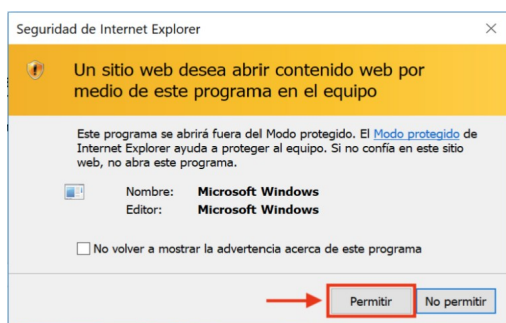 Seguridad de Internet Explorer
Un sitio web desea abrir contenido web por
medio de este programa en el equipo
Este programa se abrirá fuera del Modo protegido. El Modo protegido de
Internet Explorer ayuda a proteger al equipo. Si no confía en este sitio
web, no abra este programa.
Nombre: Microsoft Windows
Editor: Microsoft Windows
No volver a mostrar la advertencia acerca de este programa
Permitir No permitir